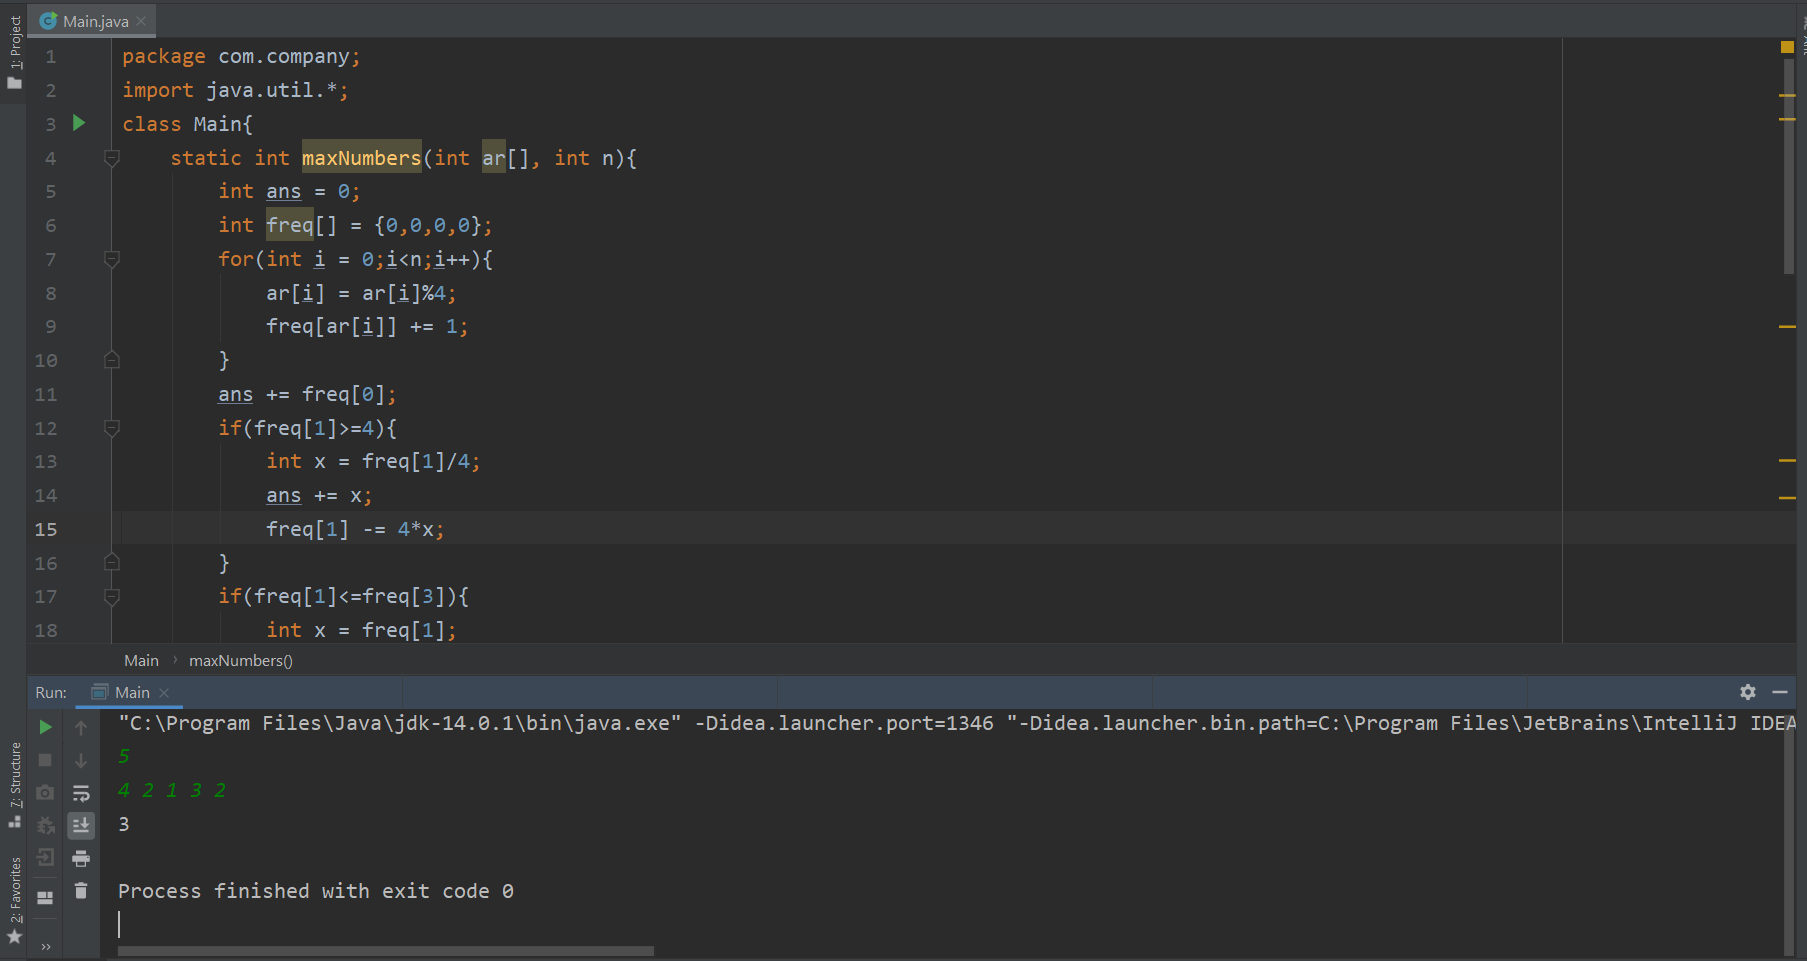 1: Project
Main.java
1 package com.company;
2 import java.util.*;
3 class Main{
4 static int maxNumbers(int ar[], int n){
5 int ans = 0;
6 int freq[] = {0,0,0,0};
7 for(int i = 0;i<n;i++){
8 ar[i] = ar[i]%4;
9 freq[ar[i]] += 1;
10 }
11 ans += freq[0];
12 if(freq[1]>=4){
13 int x = freq[1]/4;
14 ans += x;
15 freq[1] -= 4*x;
16 }
17 if(freq[1]<=freq[3]){
18 int x = freq[1];
Main › maxNumbers()
Run: Main
7: Structure
2: Favorites
"C:\Program Files\Java\jdk-14.0.1\bin\java.exe" -Didea.launcher.port=1346 "-Didea.launcher.bin.path=C:\Program Files\JetBrains\IntelliJ IDEA
5
4 2 1 3 2
3
Process finished with exit code 0